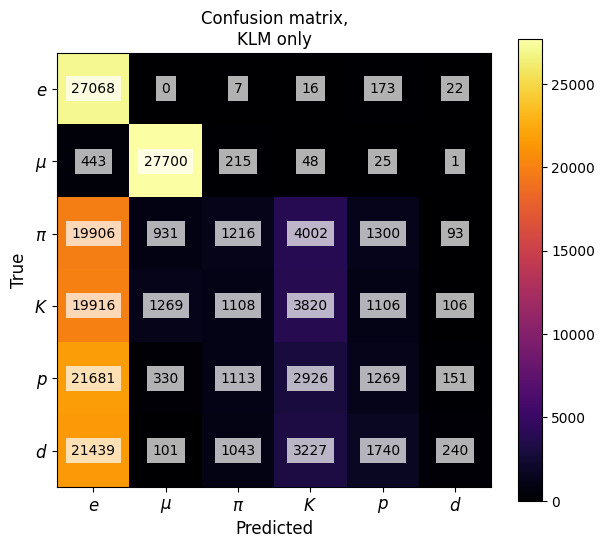 Confusion matrix,
KLM only
True
e 27068 0 7 16 173 22
μ 443 27700 215 48 25 1
π 19906 931 1216 4002 1300 93
K 19916 1269 1108 3820 1106 106
p 21681 330 1113 2926 1269 151
d 21439 101 1043 3227 1740 240
e μ π K p d
Predicted
25000
20000
15000
10000
5000
0